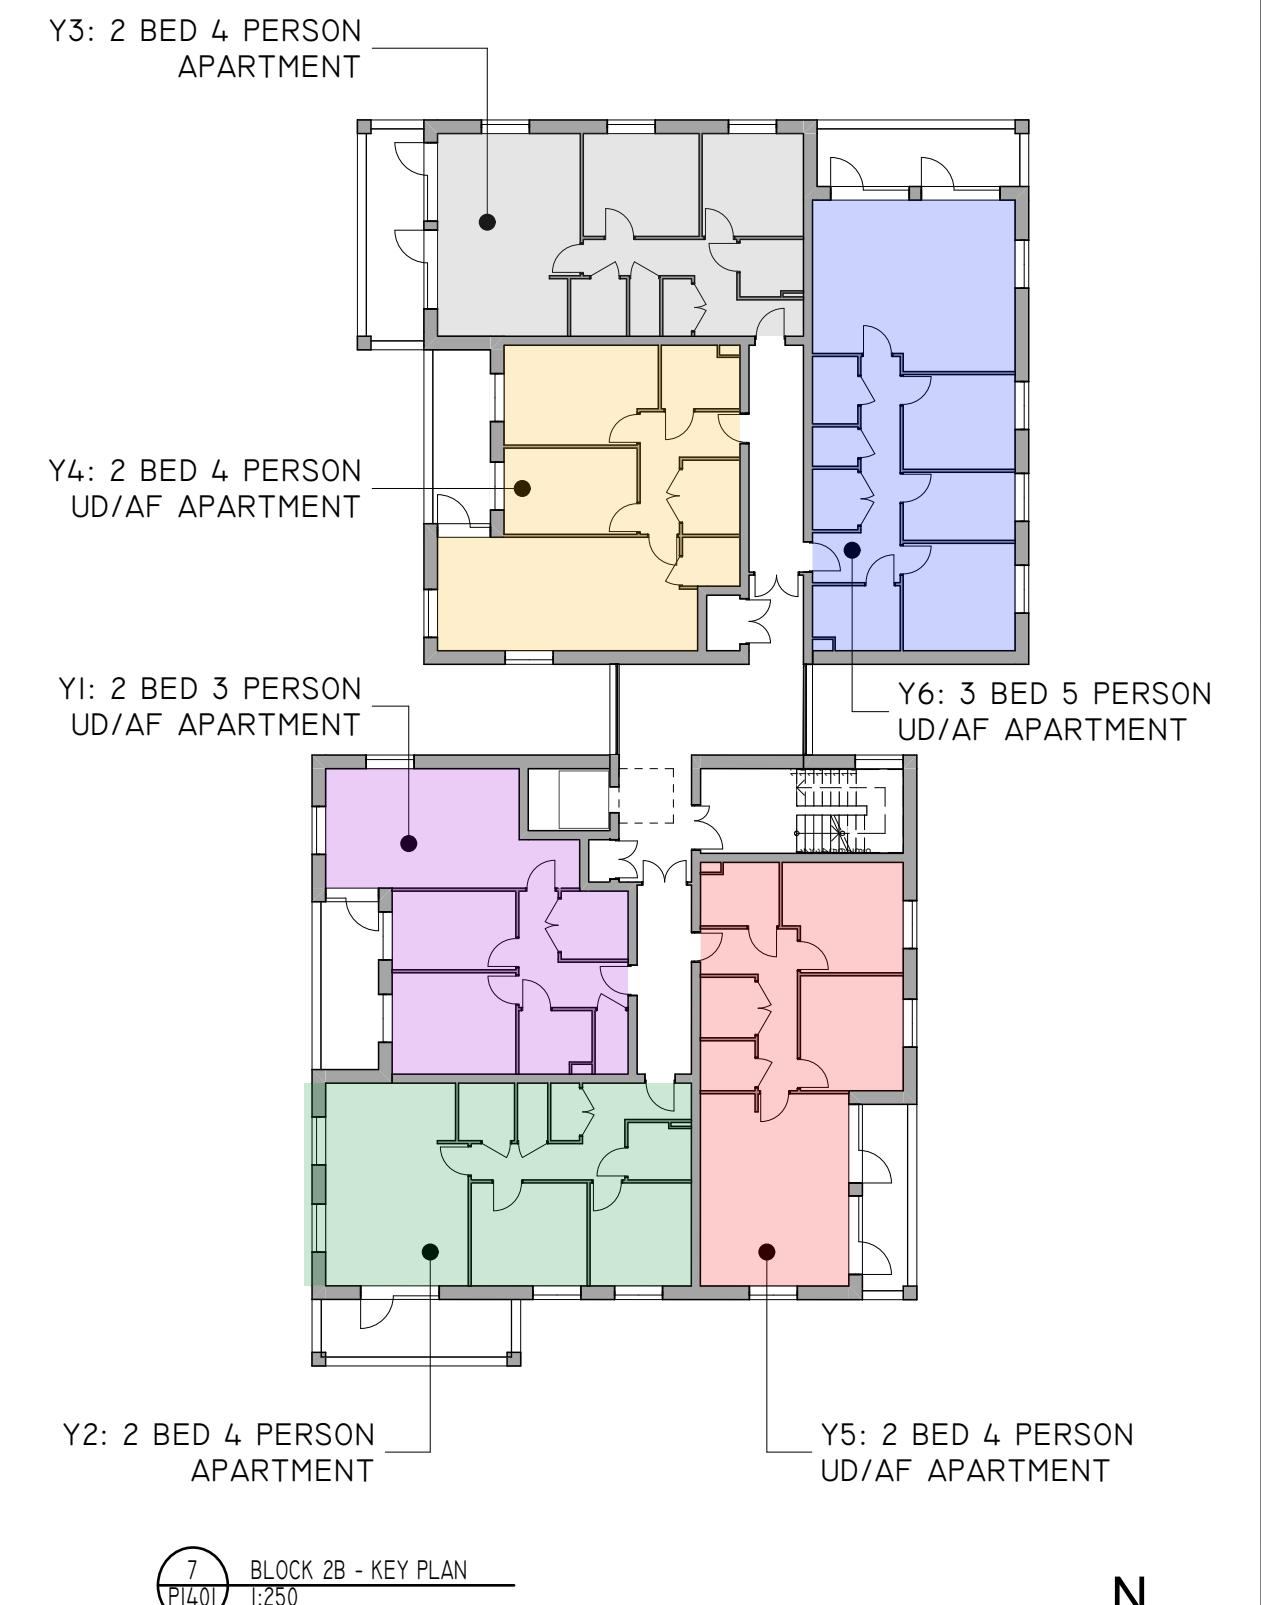 Y3: 2 BED 4 PERSON
APARTMENT
Y4: 2 BED 4 PERSON
UD/AF APARTMENT
Y1: 2 BED 3 PERSON
UD/AF APARTMENT
Y6: 3 BED 5 PERSON
UD/AF APARTMENT
Y2: 2 BED 4 PERSON
APARTMENT
Y5: 2 BED 4 PERSON
UD/AF APARTMENT
7
P1401
BLOCK 2B - KEY PLAN
1:250
N